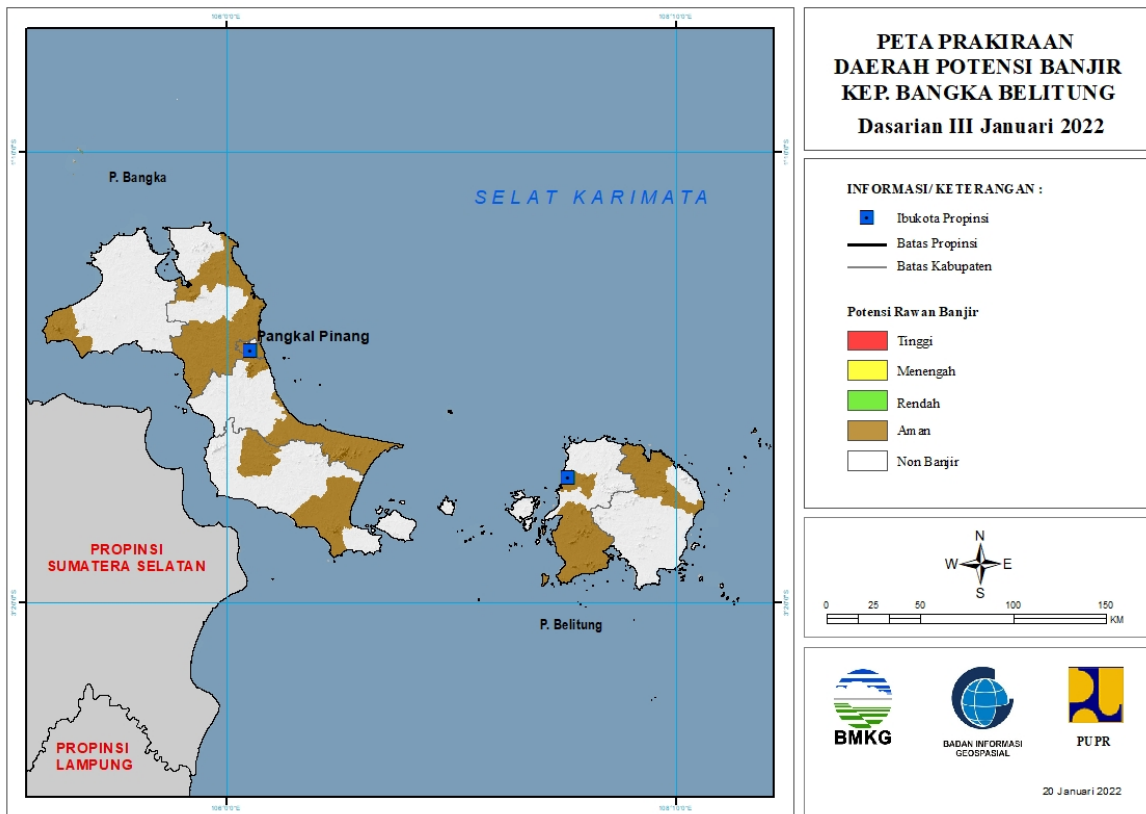 PETA PRAKIRAAN
DAERAH POTENSI BANJIR
KEP. BANGKA BELITUNG
Dasarian III Januari 2022
P. Bangka
SELAT KARIMATA
Pangkal Pinang
PROPINSI
SUMATERA SELATAN
P. Belitung
PROPINSI
LAMPUNG
INFORMASI/KETERANGAN :
Ibukota Propinsi
Batas Propinsi
Batas Kabupaten
Potensi Rawan Banjir
Tinggi
Menengah
Rendah
Aman
Non Banjir
N
W E
S
0 25 50 100 150
KM
BMKG
BADAN INFORMASI
GEOSPASIAL
PUPR
20 Januari 2022